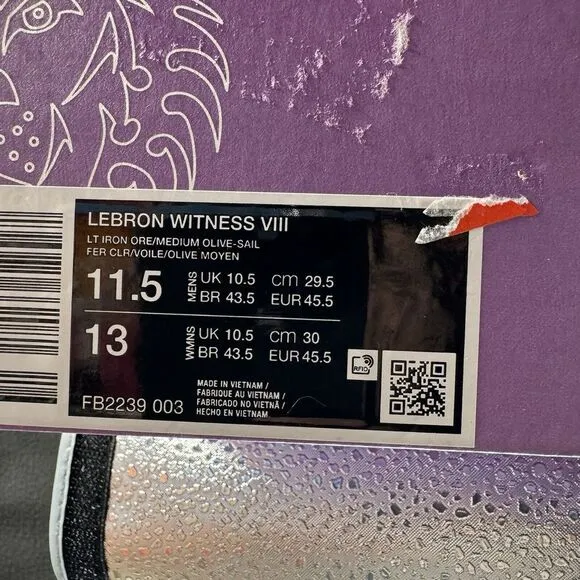 LEBRON WITNESS VIII
LT IRON ORE/MEDIUM OLIVE-SAIL
FER CLR/VOILE/OLIVE MOYEN
11.5 MENS UK 10.5 CM 29.5
BR 43.5 EUR 45.5
13 WMNS UK 10.5 CM 30
BR 43.5 EUR 45.5
RFID
MADE IN VIETNAM /
FABRIQUE AU VIETNAM /
FABRICADO NO VIETNÃ /
HECHO EN VIETNAM
FB2239 003